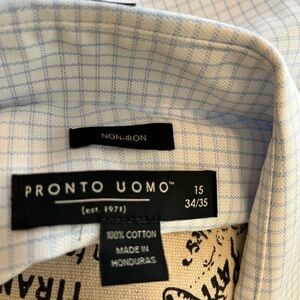 NON-IRON
PRONTO UOMO™
(est. 1971)
15
34/35
100% COTTON
MADE IN
HONDURAS